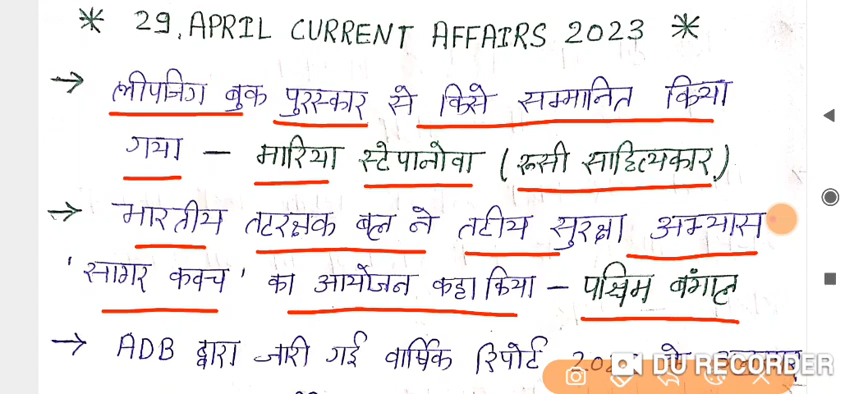 * 29, APRIL CURRENT AFFAIRS 2023 *
→ लीपजिग बुक पुरस्कार से किसे सम्मानित किया
गया - मारिया स्टेपानोवा (रूसी साहित्यकार)
→ भारतीय तटरक्षक बल ने तटीय सुरक्षा अभ्यास
'सागर कवच' का आयोजन कहा किया - पश्चिम बंगाल
→ ADB द्वारा जारी गई वार्षिक रिपोर्ट
DU RECORDER